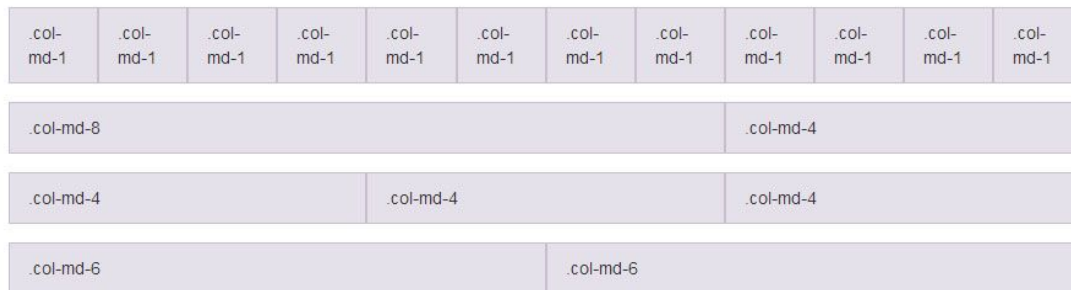 .col- .col- .col- .col- .col- .col- .col- .col- .col- .col- .col- .col-
md-1 md-1 md-1 md-1 md-1 md-1 md-1 md-1 md-1 md-1 md-1 md-1
.col-md-8 .col-md-4
.col-md-4 .col-md-4 .col-md-4
.col-md-6 .col-md-6